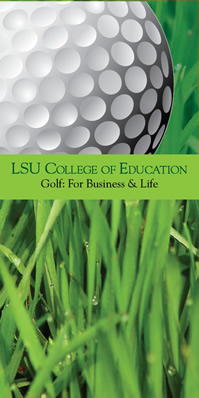 LSU College of Education
Golf: For Business & Life